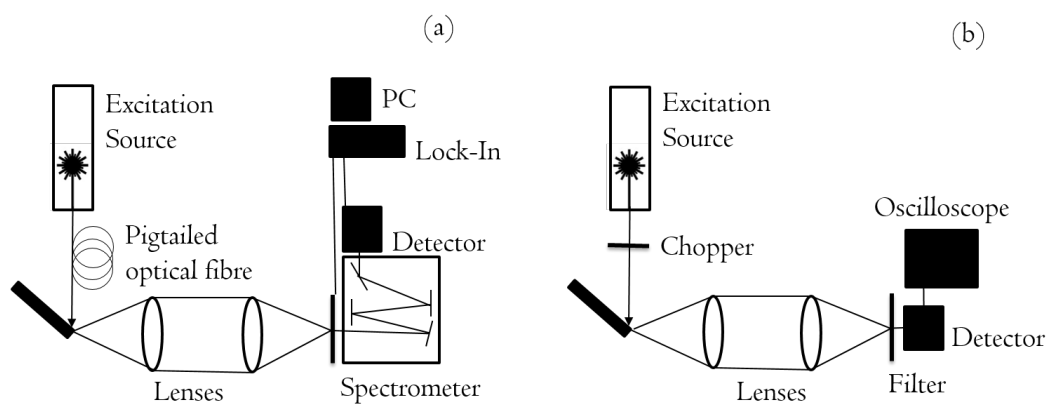 (a)
Excitation
Source
PC
Lock-In
Detector
Pigtailed
optical fibre
Lenses
Spectrometer
(b)
Excitation
Source
Oscilloscope
Chopper
Detector
Lenses
Filter